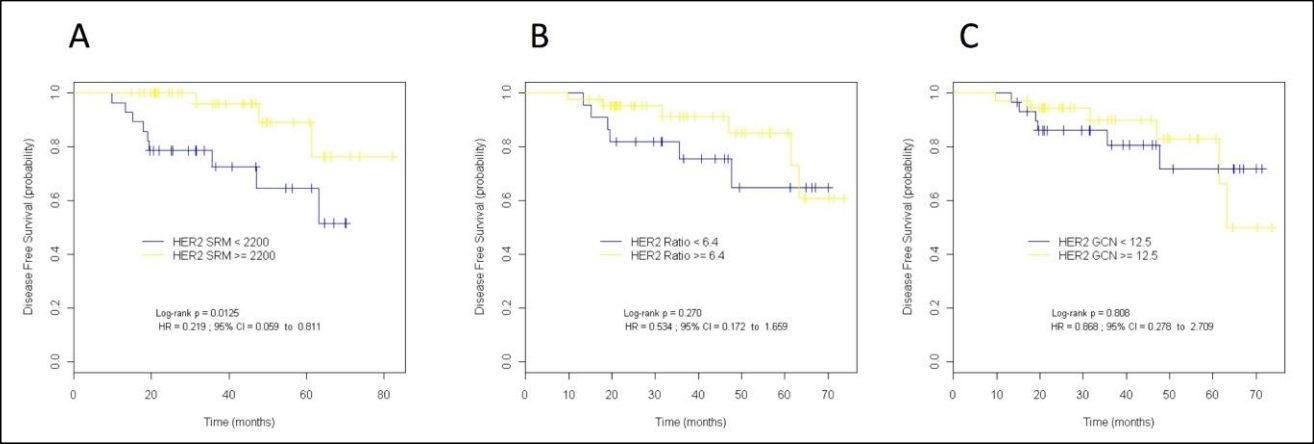 A
Disease Free Survival (probability)
1.0
0.8
0.6
0.4
0.2
0.0
HER2 SRM < 2200
HER2 SRM >= 2200
Log-rank p = 0.0125
HR = 0.219 ; 95% CI = 0.059 to 0.811
0 20 40 60 80
Time (months)
B
Disease Free Survival (probability)
1.0
0.8
0.6
0.4
0.2
0.0
HER2 Ratio < 6.4
HER2 Ratio >= 6.4
Log-rank p = 0.270
HR = 0.534 ; 95% CI = 0.172 to 1.659
0 10 20 30 40 50 60 70
Time (months)
C
Disease Free Survival (probability)
1.0
0.8
0.6
0.4
0.2
0.0
HER2 GCN < 12.5
HER2 GCN >= 12.5
Log-rank p = 0.808
HR = 0.868 ; 95% CI = 0.278 to 2.709
0 10 20 30 40 50 60 70
Time (months)